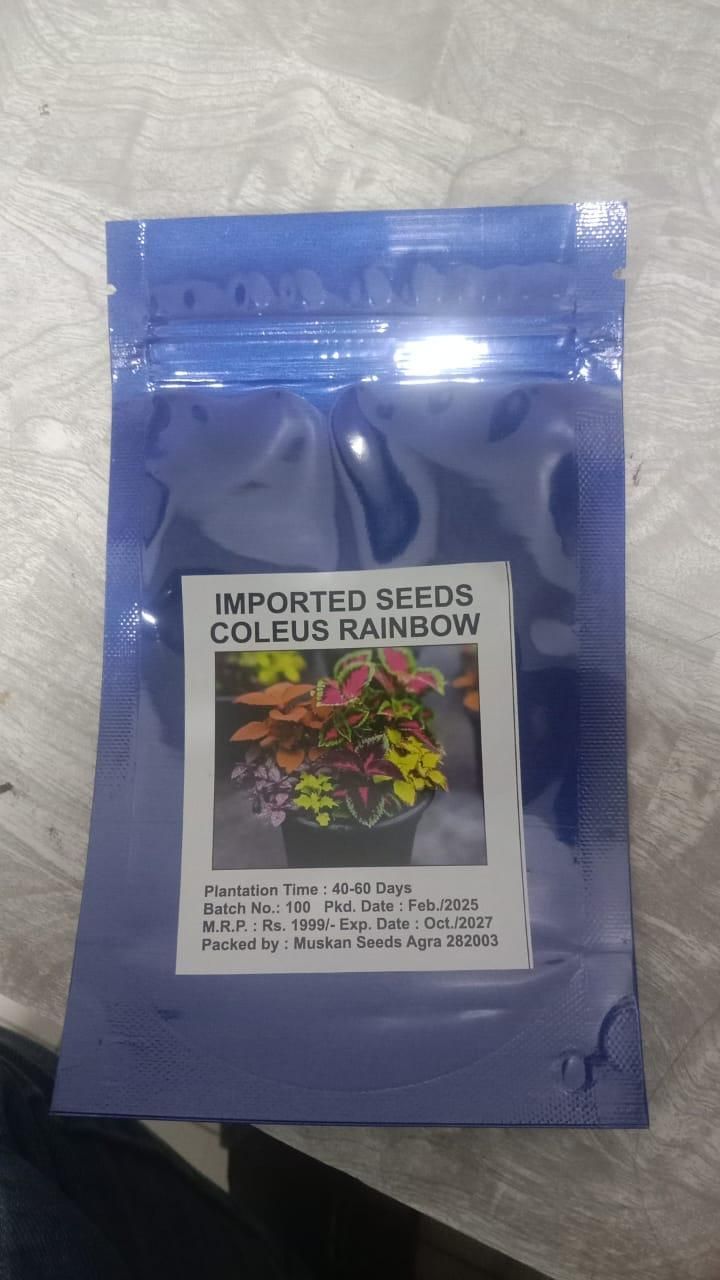 IMPORTED SEEDS
COLEUS RAINBOW
Plantation Time : 40-60 Days
Batch No.: 100 Pkd. Date : Feb./2025
M.R.P. : Rs. 1999/- Exp. Date : Oct./2027
Packed by : Muskan Seeds Agra 282003